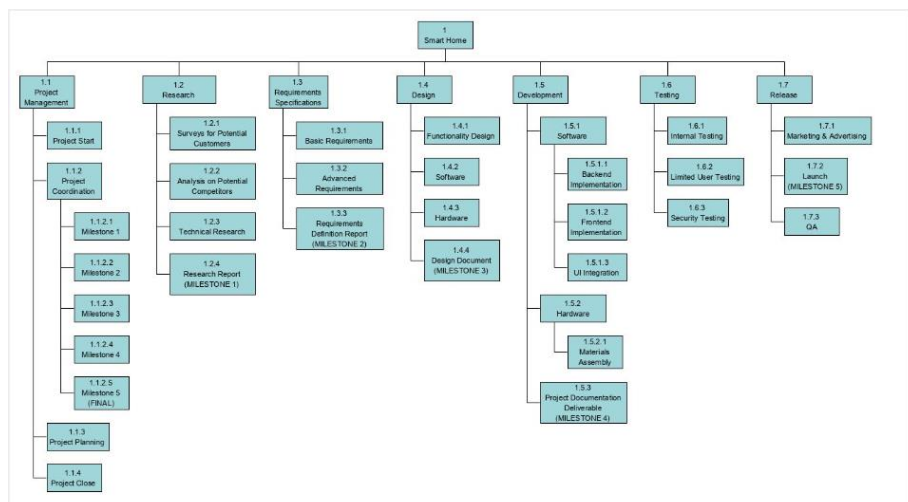 1
Smart Home
1.1
Project
Management
1.1.1
Project Start
1.1.2
Project
Coordination
1.1.2.1
Milestone 1
1.1.2.2
Milestone 2
1.1.2.3
Milestone 3
1.1.2.4
Milestone 4
1.1.2.5
Milestone 5
(FINAL)
1.1.3
Project Planning
1.1.4
Project Close
1.2
Research
1.2.1
Surveys for Potential
Customers
1.2.2
Analysis on Potential
Competitors
1.2.3
Technical Research
1.2.4
Research Report
(MILESTONE 1)
1.3
Requirements
Specifications
1.3.1
Basic Requirements
1.3.2
Advanced
Requirements
1.3.3
Requirements
Definition Report
(MILESTONE 2)
1.4
Design
1.4.1
Functionality Design
1.4.2
Software
1.4.3
Hardware
1.4.4
Design Document
(MILESTONE 3)
1.5
Development
1.5.1
Software
1.5.1.1
Backend
Implementation
1.5.1.2
Frontend
Implementation
1.5.1.3
UI Integration
1.5.2
Hardware
1.5.2.1
Materials
Assembly
1.5.3
Project Documentation
Deliverable
(MILESTONE 4)
1.6
Testing
1.6.1
Internal Testing
1.6.2
Limited User Testing
1.6.3
Security Testing
1.7
Release
1.7.1
Marketing & Advertising
1.7.2
Launch
(MILESTONE 5)
1.7.3
QA